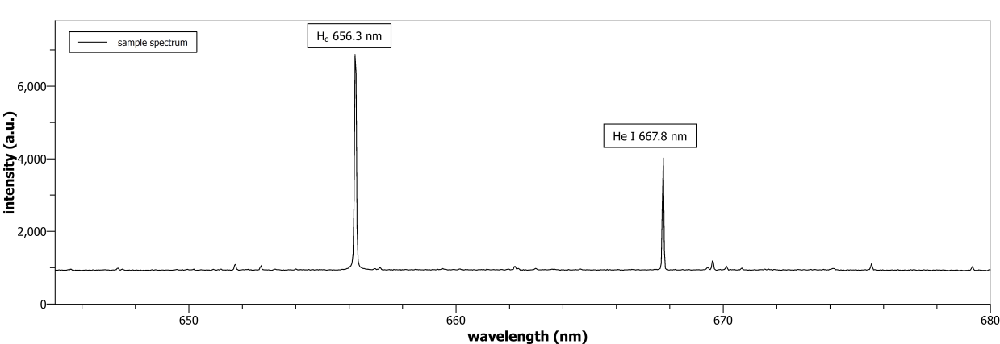 sample spectrum
Hα 656.3 nm
He I 667.8 nm
6,000
4,000
2,000
0
intensity (a.u.)
650
660
670
680
wavelength (nm)